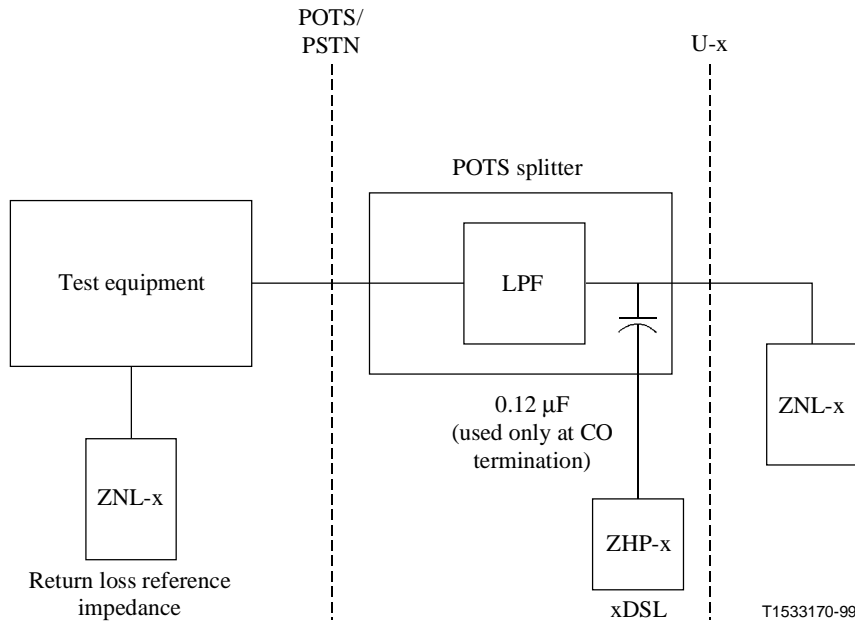 POTS/
PSTN
U-x
POTS splitter
Test equipment
LPF
0.12 μF
(used only at CO
termination)
ZNL-x
ZNL-x
ZHP-x
Return loss reference
impedance
xDSL
T1533170-99